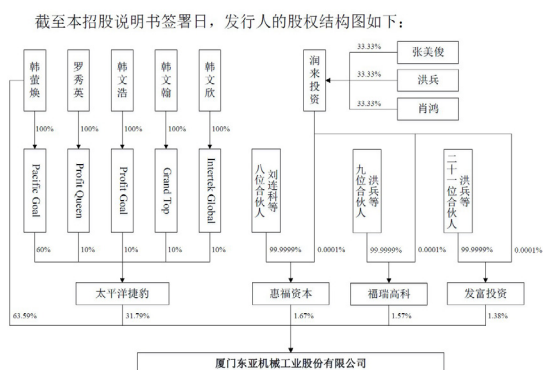 截至本招股说明书签署日，发行人的股权结构图如下：
韩萤焕
罗秀英
韩文浩
韩文翰
韩文欣
润来投资
33.33%
张美俊
33.33%
洪兵
33.33%
肖鸿
100%
100%
100%
100%
100%
Pacific Goal
Profit Queen
Profit Goal
Grand Top
Intertek Global
刘连科等
八位合伙人
洪兵等
九位合伙人
洪兵等
二十一位合伙人
60%
10%
10%
10%
10%
99.9999%
0.0001%
99.9999%
0.0001%
99.9999%
0.0001%
太平洋捷豹
惠福资本
福瑞高科
发富投资
63.59%
31.79%
1.67%
1.57%
1.38%
厦门东亚机械工业股份有限公司